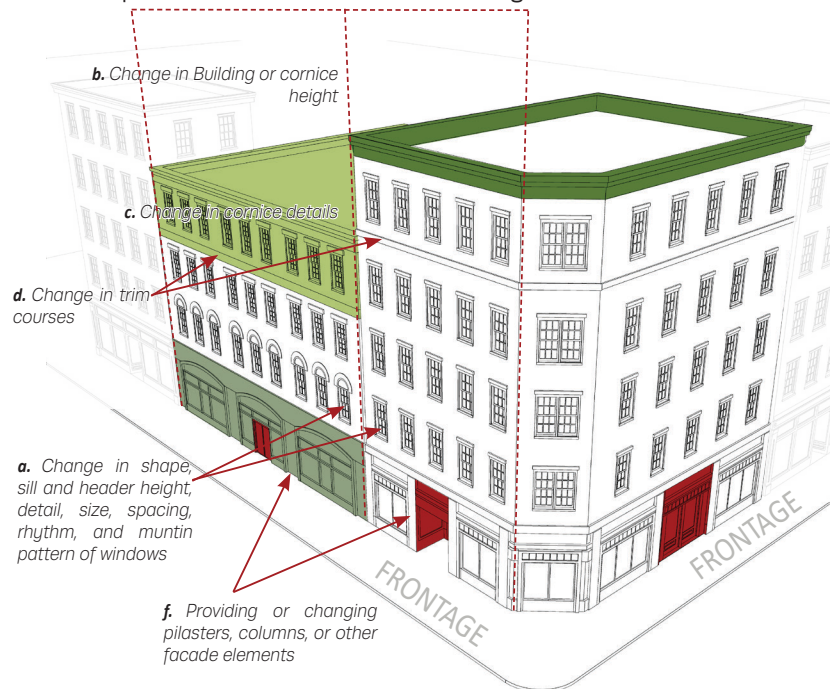 b. Change in Building or cornice
height
c. Change in cornice details
d. Change in trim
courses
a. Change in shape,
sill and header height,
detail, size, spacing,
rhythm, and muntin
pattern of windows
f. Providing or changing
pilasters, columns, or other
facade elements
FRONTAGE
FRONTAGE